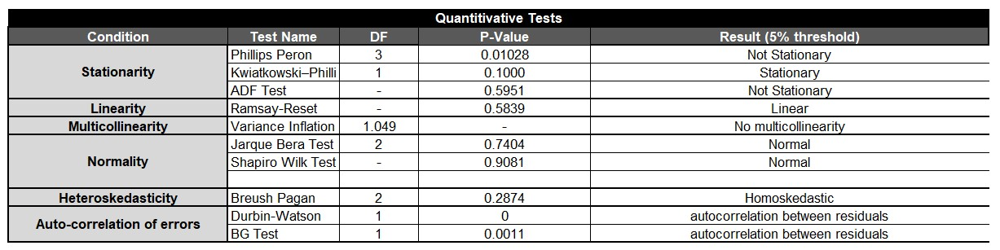 Quantitivative Tests
Condition Test Name DF P-Value Result (5% threshold)
Stationarity
Phillips Peron 3 0.01028 Not Stationary
Kwiatkowski–Philli 1 0.1000 Stationary
ADF Test - 0.5951 Not Stationary
Linearity Ramsay-Reset - 0.5839 Linear
Multicollinearity Variance Inflation 1.049 - No multicollinearity
Normality
Jarque Bera Test 2 0.7404 Normal
Shapiro Wilk Test - 0.9081 Normal
Heteroskedasticity Breush Pagan 2 0.2874 Homoskedastic
Auto-correlation of errors
Durbin-Watson 1 0 autocorrelation between residuals
BG Test 1 0.0011 autocorrelation between residuals